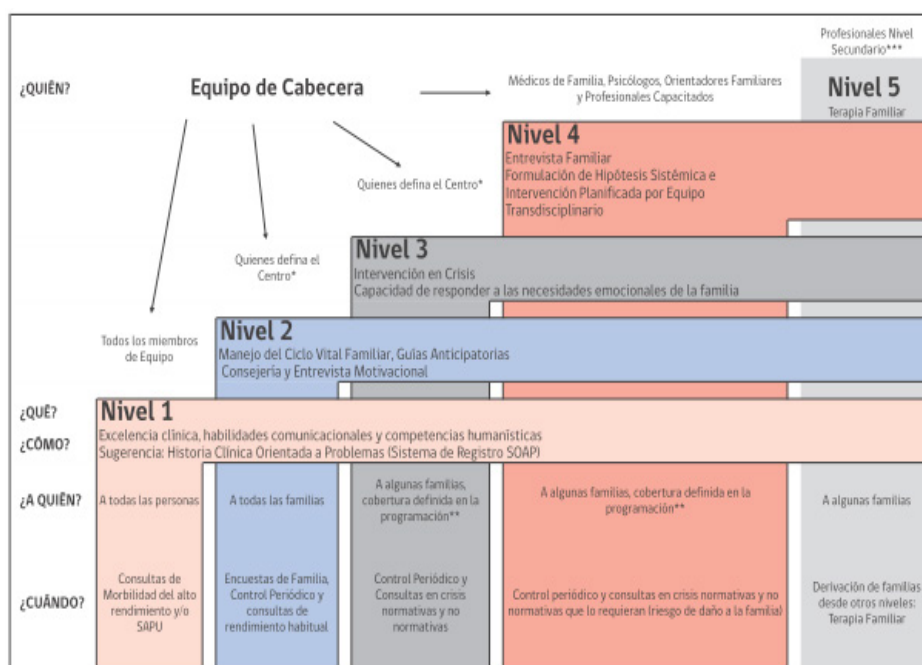 Profesionales Nivel
Secundario***
¿QUIÉN?
Equipo de Cabecera
Médicos de Familia, Psicólogos, Orientadores Familiares
y Profesionales Capacitados
Nivel 5
Terapia Familiar
Nivel 4
Entrevista Familiar
Formulación de Hipótesis Sistémica e
Intervención Planificada por Equipo
Transdisciplinario
Quienes defina el Centro*
Nivel 3
Intervención en Crisis
Capacidad de responder a las necesidades emocionales de la familia
Quienes defina el
Centro*
Nivel 2
Manejo del Ciclo Vital Familiar, Guías Anticipatorias
Consejería y Entrevista Motivacional
Todos los miembros
de Equipo
¿QUÉ?
¿CÓMO?
Nivel 1
Excelencia clínica, habilidades comunicacionales y competencias humanísticas
Sugerencia: Historia Clínica Orientada a Problemas (Sistema de Registro SOAP)
¿A QUIÉN?
A todas las personas
A todas las familias
A algunas familias,
cobertura definida en la
programación**
A algunas familias, cobertura definida en la
programación**
A algunas familias
¿CUÁNDO?
Consultas de
Morbilidad del alto
rendimiento y/o
SAPU
Encuestas de Familia,
Control Periódico y
consultas de
rendimiento habitual
Control Periódico y
Consultas en crisis
normativas y no
normativas
Control periódico y consultas en crisis normativas y no
normativas que lo requieran (riesgo de daño a la familia)
Derivación de familias
desde otros niveles:
Terapia Familiar